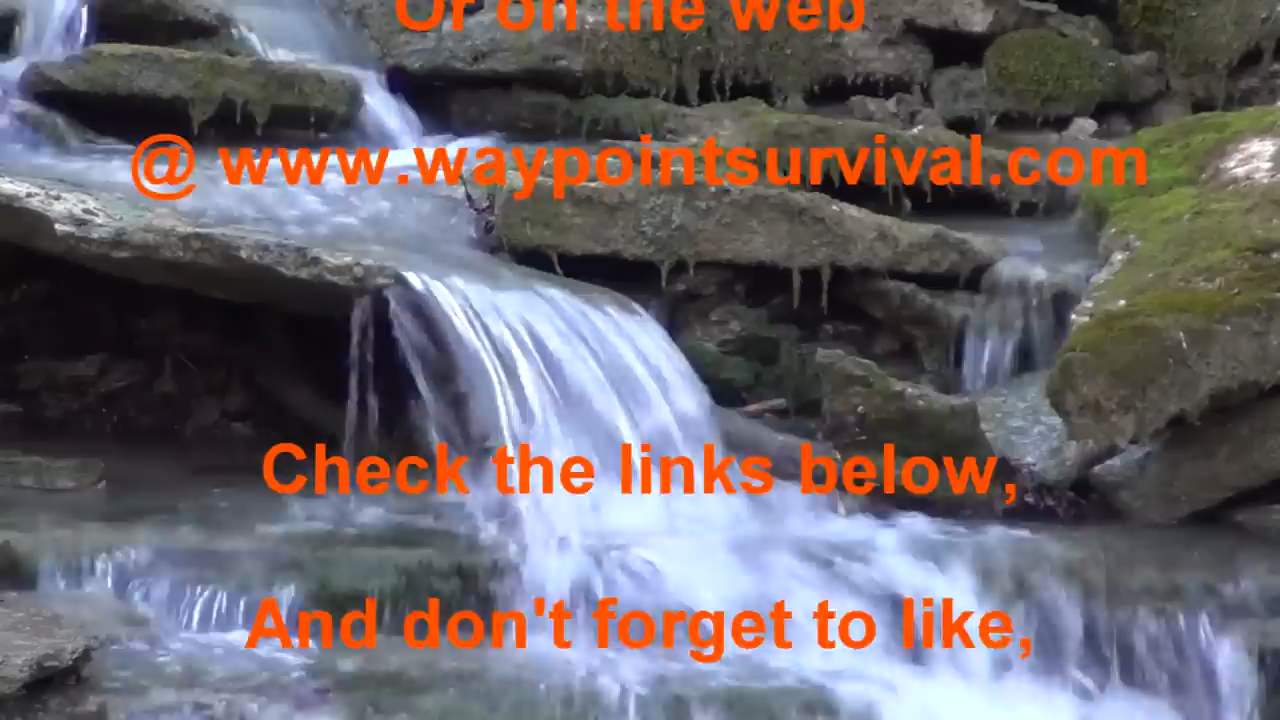 Or on the web
@ www.waypointsurvival.com
Check the links below,
And don't forget to like,